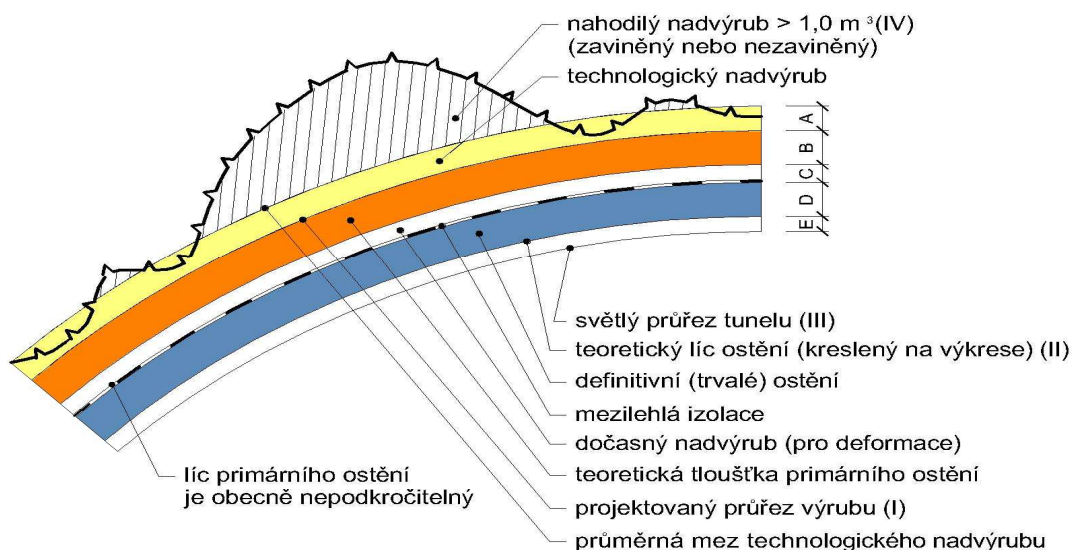 nahodilý nadvýrub > 1,0 m ³(IV)
(zaviněný nebo nezaviněný)
technologický nadvýrub
A
B
C
D
E
světlý průřez tunelu (III)
teoretický líc ostění (kreslený na výkrese) (II)
definitivní (trvalé) ostění
mezilehlá izolace
dočasný nadvýrub (pro deformace)
teoretická tloušťka primárního ostění
projektovaný průřez výrubu (I)
průměrná mez technologického nadvýrubu
líc primárního ostění
je obecně nepodkročitelný